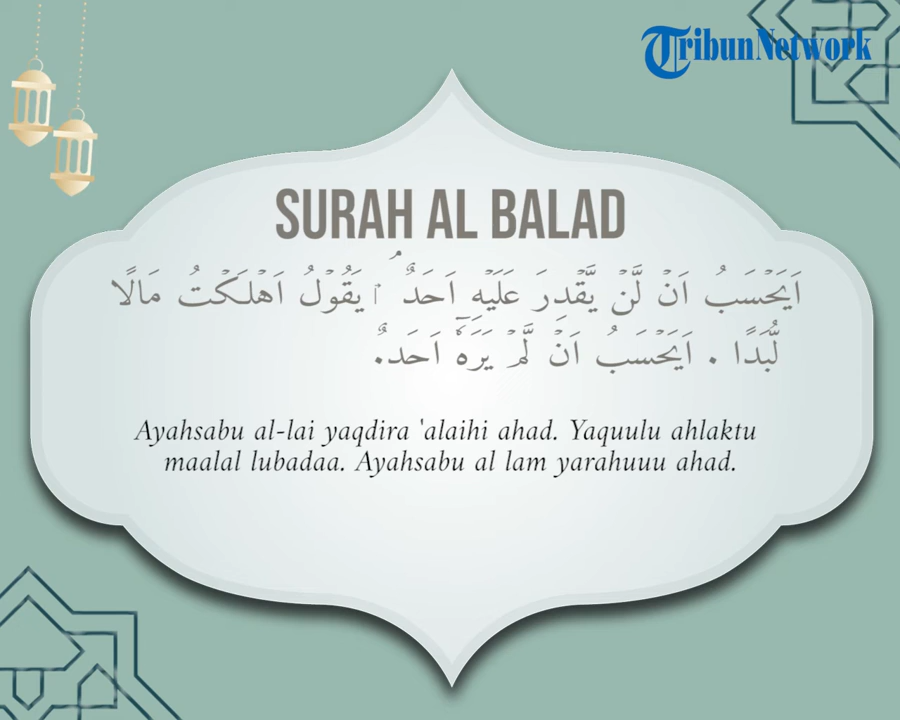 TribunNetwork
SURAH AL BALAD
اَيَحْسَبُ اَنْ لَّنْ يَّقْدِرَ عَلَيْهِ اَحَدٌ ۘ يَقُوْلُ اَهْلَكْتُ مَالًا
لُّبَدًا . اَيَحْسَبُ اَنْ لَّمْ يَرَهٗٓ اَحَدٌ.
Ayahsabu al-lai yaqdira 'alaihi ahad. Yaquulu ahlaktu
maalal lubadaa. Ayahsabu al lam yarahuuu ahad.